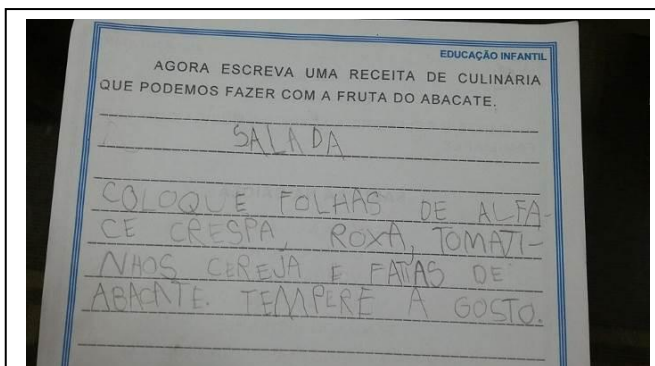 EDUCAÇÃO INFANTIL
AGORA ESCREVA UMA RECEITA DE CULINÁRIA
QUE PODEMOS FAZER COM A FRUTA DO ABACATE.
SALADA
COLOQUE FOLHAS DE ALFA-
CE CRESPA, ROXA, TOMATI-
NHOS CEREJA E FATIAS DE
ABACATE. TEMPERE A GOSTO.